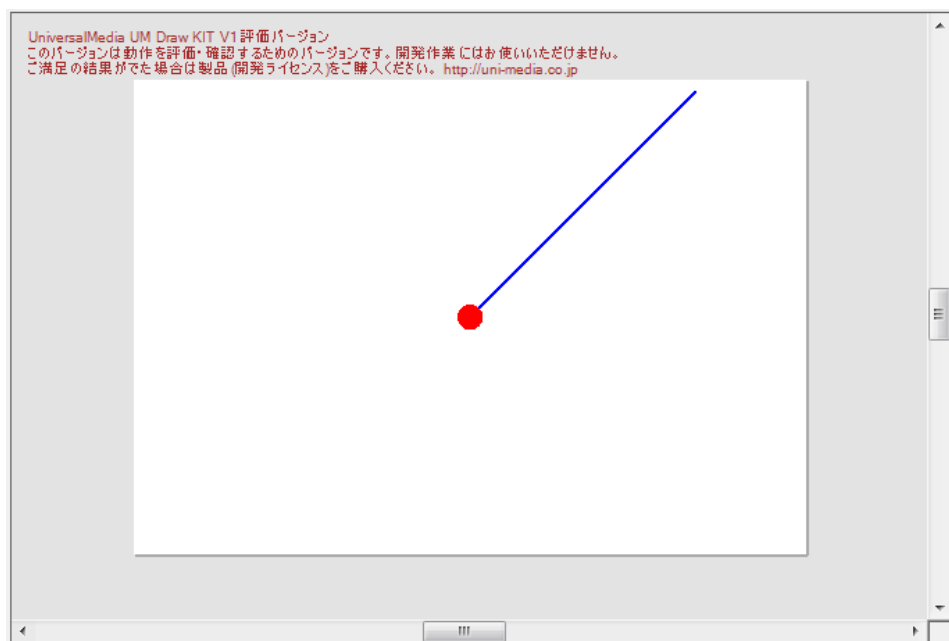 UniversalMedia UM Draw KIT V1評価バージョン
このバージョンは動作を評価・確認するためのバージョンです。開発作業にはお使いいただけません。
ご満足の結果がでた場合は製品(開発ライセンス)をご購入ください。http://uni-media.co.jp